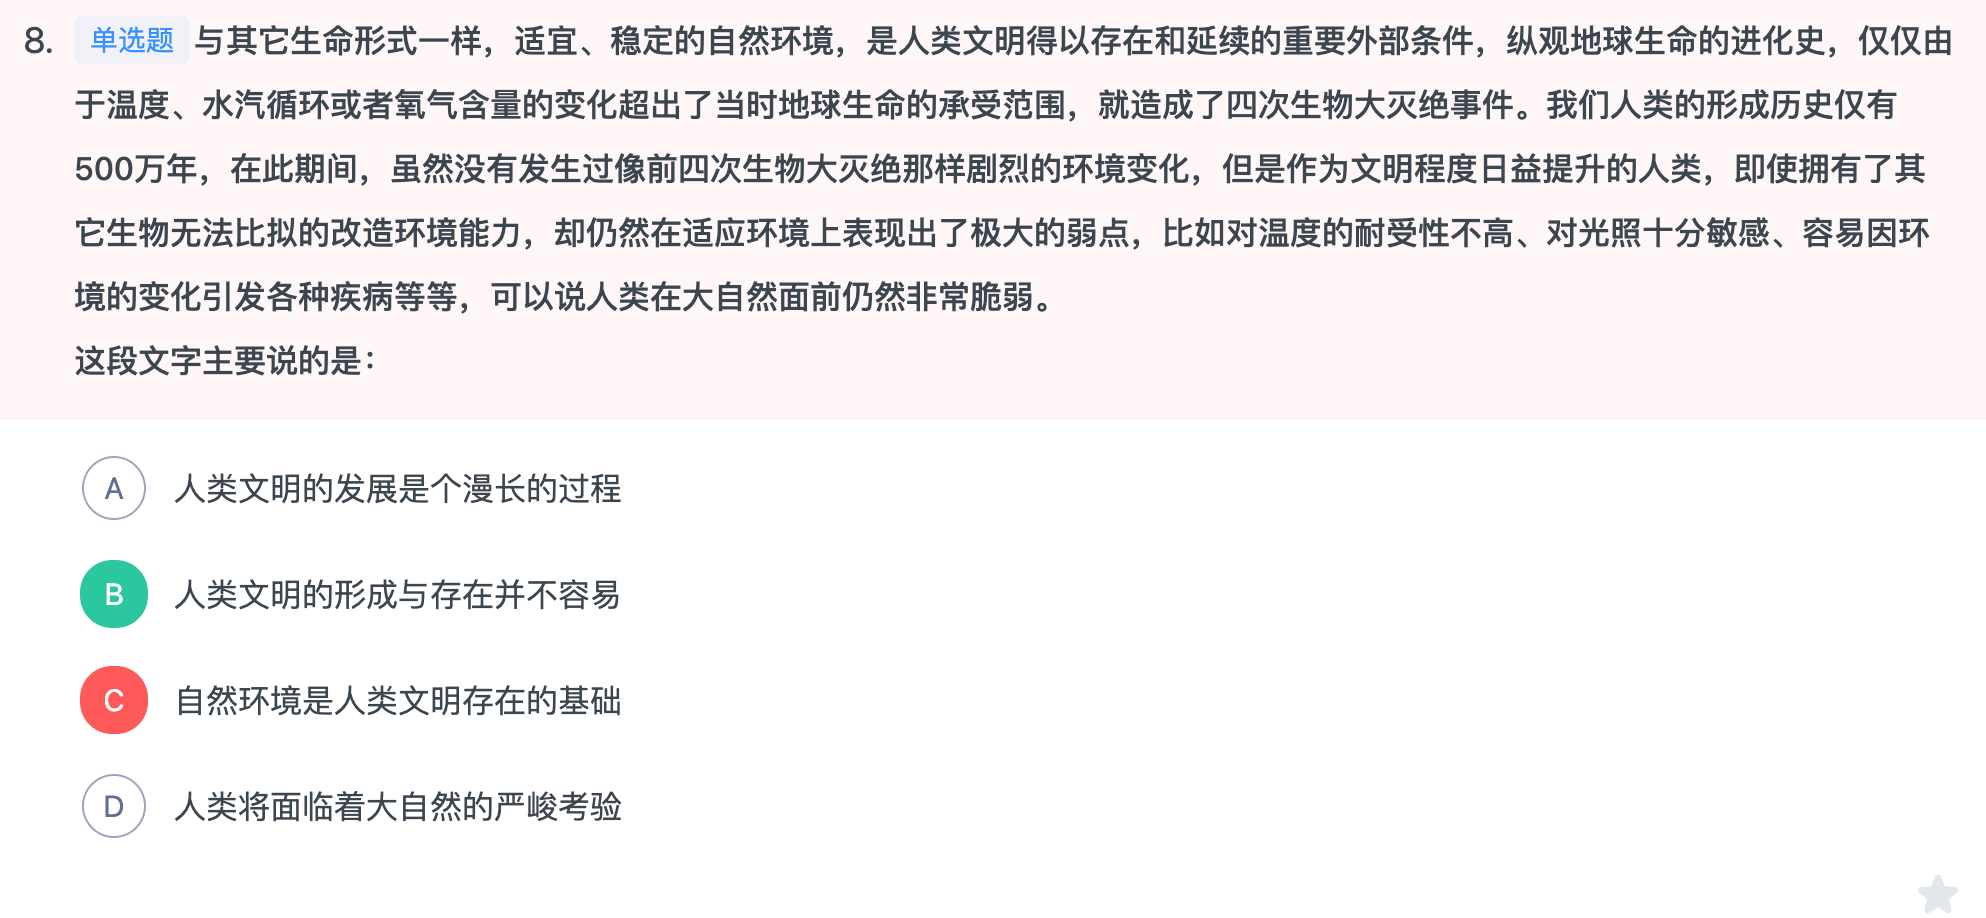 8. 单选题 与其它生命形式一样，适宜、稳定的自然环境，是人类文明得以存在和延续的重要外部条件，纵观地球生命的进化史，仅仅由
于温度、水汽循环或者氧气含量的变化超出了当时地球生命的承受范围，就造成了四次生物大灭绝事件。我们人类的形成历史仅有
500万年，在此期间，虽然没有发生过像前四次生物大灭绝那样剧烈的环境变化，但是作为文明程度日益提升的人类，即使拥有了其
它生物无法比拟的改造环境能力，却仍然在适应环境上表现出了极大的弱点，比如对温度的耐受性不高、对光照十分敏感、容易因环
境的变化引发各种疾病等等，可以说人类在大自然面前仍然非常脆弱。
这段文字主要说的是：
A 人类文明的发展是个漫长的过程
B 人类文明的形成与存在并不容易
C 自然环境是人类文明存在的基础
D 人类将面临着大自然的严峻考验